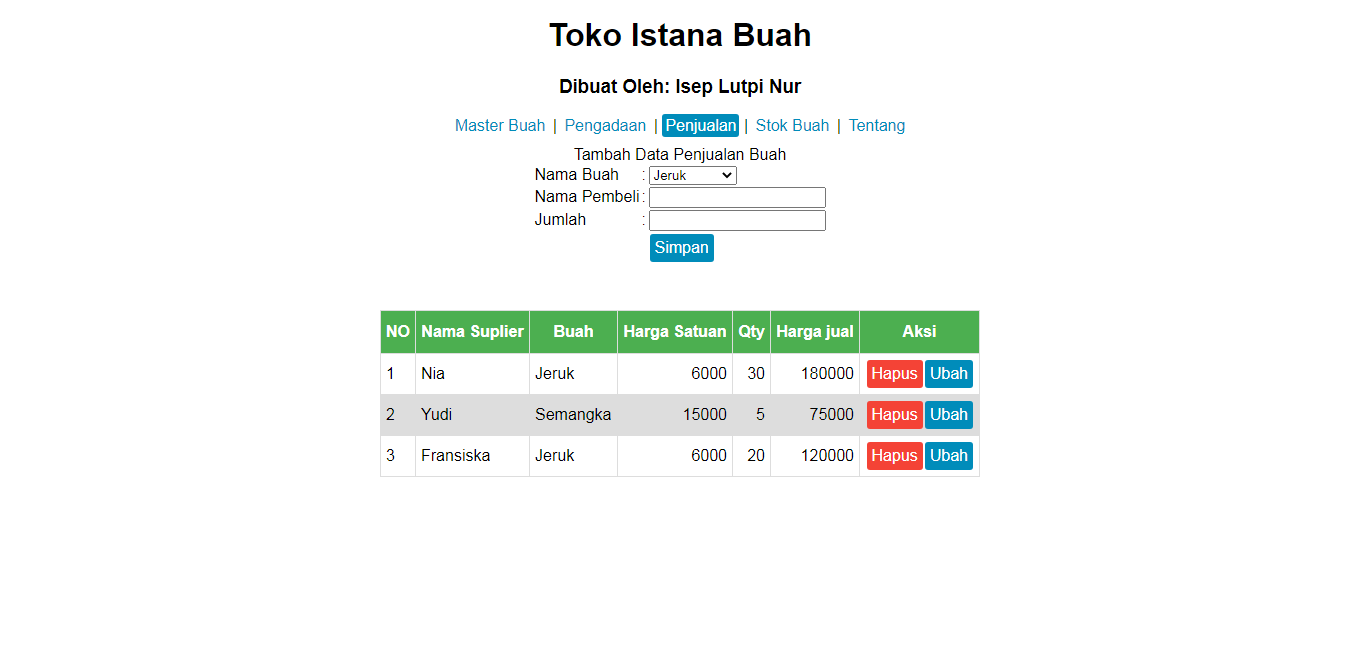 Toko Istana Buah
Dibuat Oleh: Isep Lutpi Nur
Master Buah | Pengadaan | Penjualan | Stok Buah | Tentang
Tambah Data Penjualan Buah
Nama Buah : Jeruk
Nama Pembeli :
Jumlah :
Simpan
NO Nama Suplier Buah Harga Satuan Qty Harga jual Aksi
1 Nia Jeruk 6000 30 180000 Hapus Ubah
2 Yudi Semangka 15000 5 75000 Hapus Ubah
3 Fransiska Jeruk 6000 20 120000 Hapus Ubah